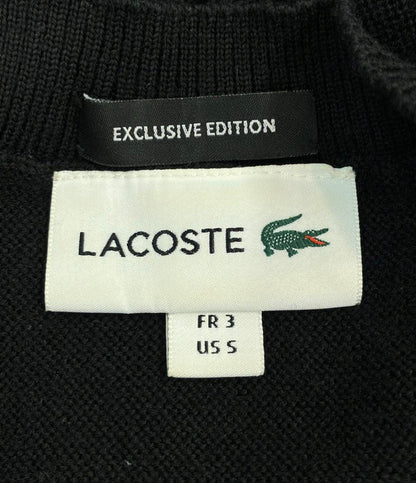 EXCLUSIVE EDITION
LACOSTE
FR 3
US S